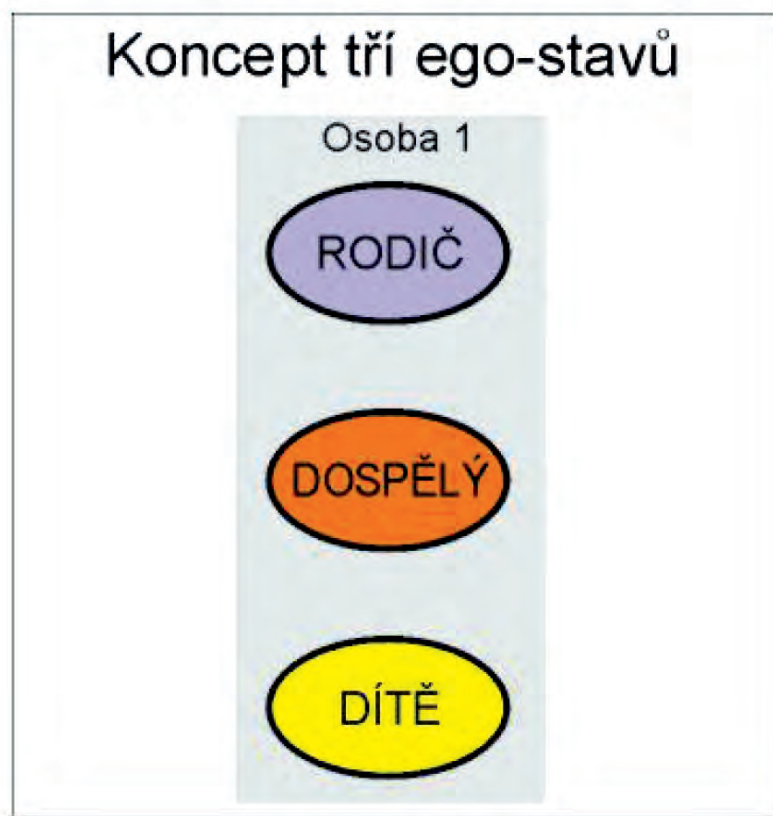 Koncept tří ego-stavů
Osoba 1
RODIČ
DOSPĚLÝ
DÍTĚ